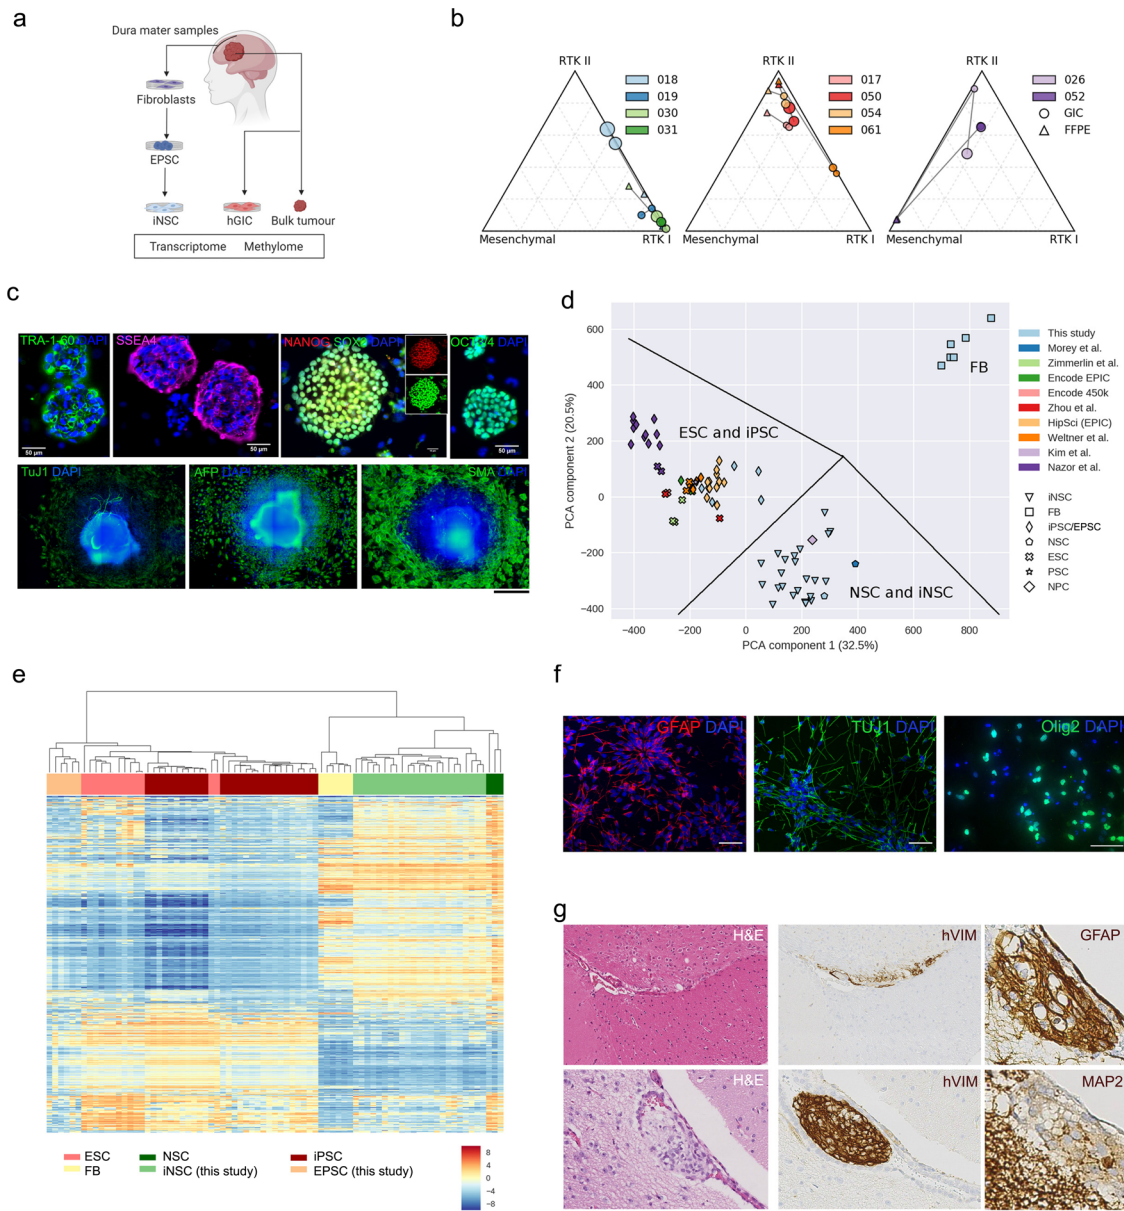 a
Dura mater samples
Fibroblasts
EPSC
iNSC
hGIC
Bulk tumour
Transcriptome Methylome
b
RTK II
Mesenchymal
RTK I
018
019
030
031
RTK II
Mesenchymal
RTK I
017
050
054
061
RTK II
Mesenchymal
RTK I
026
052
GIC
FFPE
c
TRA-1-60 DAPI
50 µm
SSEA4 DAPI
50 µm
NANOG SOX2 DAPI
OCT3/4 DAPI
50 µm
TuJ1 DAPI
AFP DAPI
SMA DAPI
d
PCA component 2 (20.5%)
600
400
200
0
−200
−400
−400
−200
0
200
400
600
800
PCA component 1 (32.5%)
FB
ESC and iPSC
NSC and iNSC
This study
Morey et al.
Zimmerlin et al.
Encode EPIC
Encode 450k
Zhou et al.
HipSci (EPIC)
Weltner et al.
Kim et al.
Nazor et al.
iNSC
FB
iPSC/EPSC
NSC
ESC
PSC
NPC
e
ESC
FB
NSC
iNSC (this study)
iPSC
EPSC (this study)
8
4
0
−4
−8
f
GFAP DAPI
TUJ1 DAPI
Olig2 DAPI
g
H&E
hVIM
GFAP
H&E
hVIM
MAP2